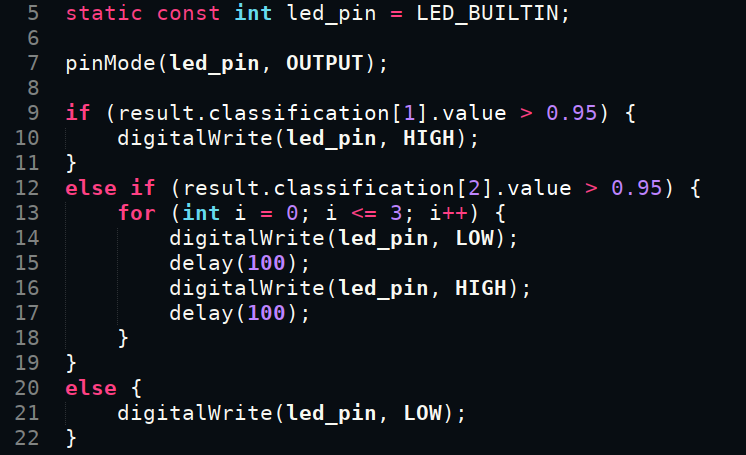 5 static const int led_pin = LED_BUILTIN;
6
7 pinMode(led_pin, OUTPUT);
8
9 if (result.classification[1].value > 0.95) {
10     digitalWrite(led_pin, HIGH);
11 }
12 else if (result.classification[2].value > 0.95) {
13     for (int i = 0; i <= 3; i++) {
14         digitalWrite(led_pin, LOW);
15         delay(100);
16         digitalWrite(led_pin, HIGH);
17         delay(100);
18     }
19 }
20 else {
21     digitalWrite(led_pin, LOW);
22 }